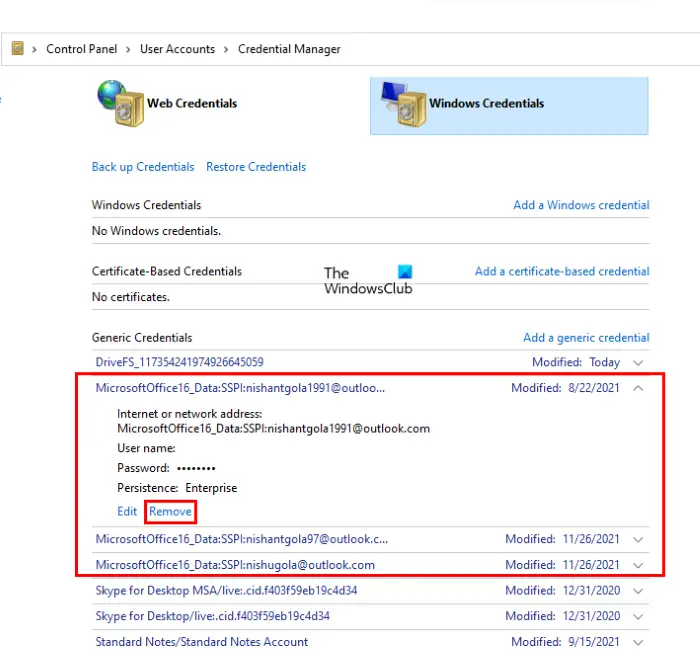 Control Panel > User Accounts > Credential Manager
Web Credentials Windows Credentials
Back up Credentials Restore Credentials
Windows Credentials Add a Windows credential
No Windows credentials.
Certificate-Based Credentials Add a certificate-based credential
The
WindowsClub
No certificates.
Generic Credentials Add a generic credential
DriveFS_117354241974926645059 Modified: Today
MicrosoftOffice16_Data:SSPI:nishantgola1991@outloo... Modified: 8/22/2021
Internet or network address:
MicrosoftOffice16_Data:SSPI:nishantgola1991@outlook.com
User name:
Password: ••••••••
Persistence: Enterprise
Edit Remove
MicrosoftOffice16_Data:SSPI:nishantgola97@outlook.c... Modified: 11/26/2021
MicrosoftOffice16_Data:SSPI:nishugola@outlook.com Modified: 11/26/2021
Skype for Desktop MSA/live:.cid.f403f59eb19c4d34 Modified: 12/31/2020
Skype for Desktop/live:.cid.f403f59eb19c4d34 Modified: 12/31/2020
Standard Notes/Standard Notes Account Modified: 9/15/2021